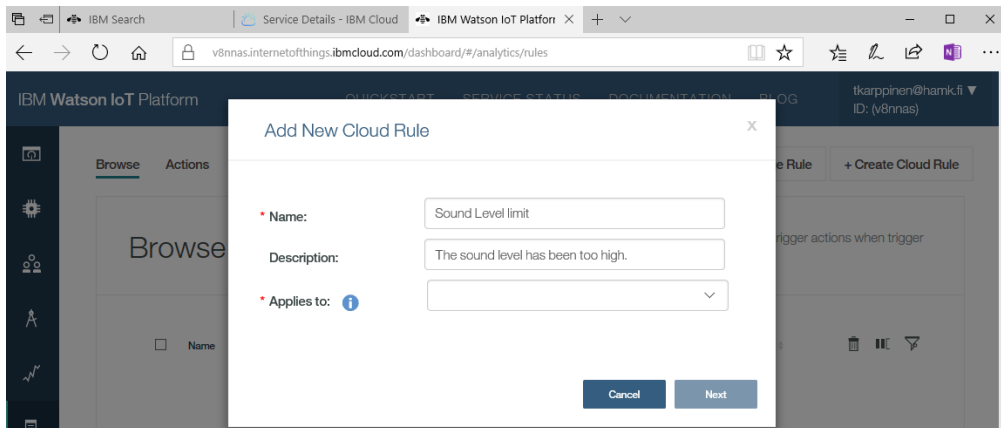 IBM Search
Service Details - IBM Cloud
IBM Watson IoT Platform
v8nnas.internetofthings.ibmcloud.com/dashboard/#/analytics/rules
IBM Watson IoT Platform
QUICKSTART SERVICE STATUS DOCUMENTATION BLOG
tkarppinen@hamk.fi
ID: (v8nnas)
Add New Cloud Rule
X
Browse Actions
Rule
+ Create Cloud Rule
* Name:
Sound Level limit
Browse
trigger actions when trigger
Description:
The sound level has been too high.
* Applies to:
Name
Cancel
Next